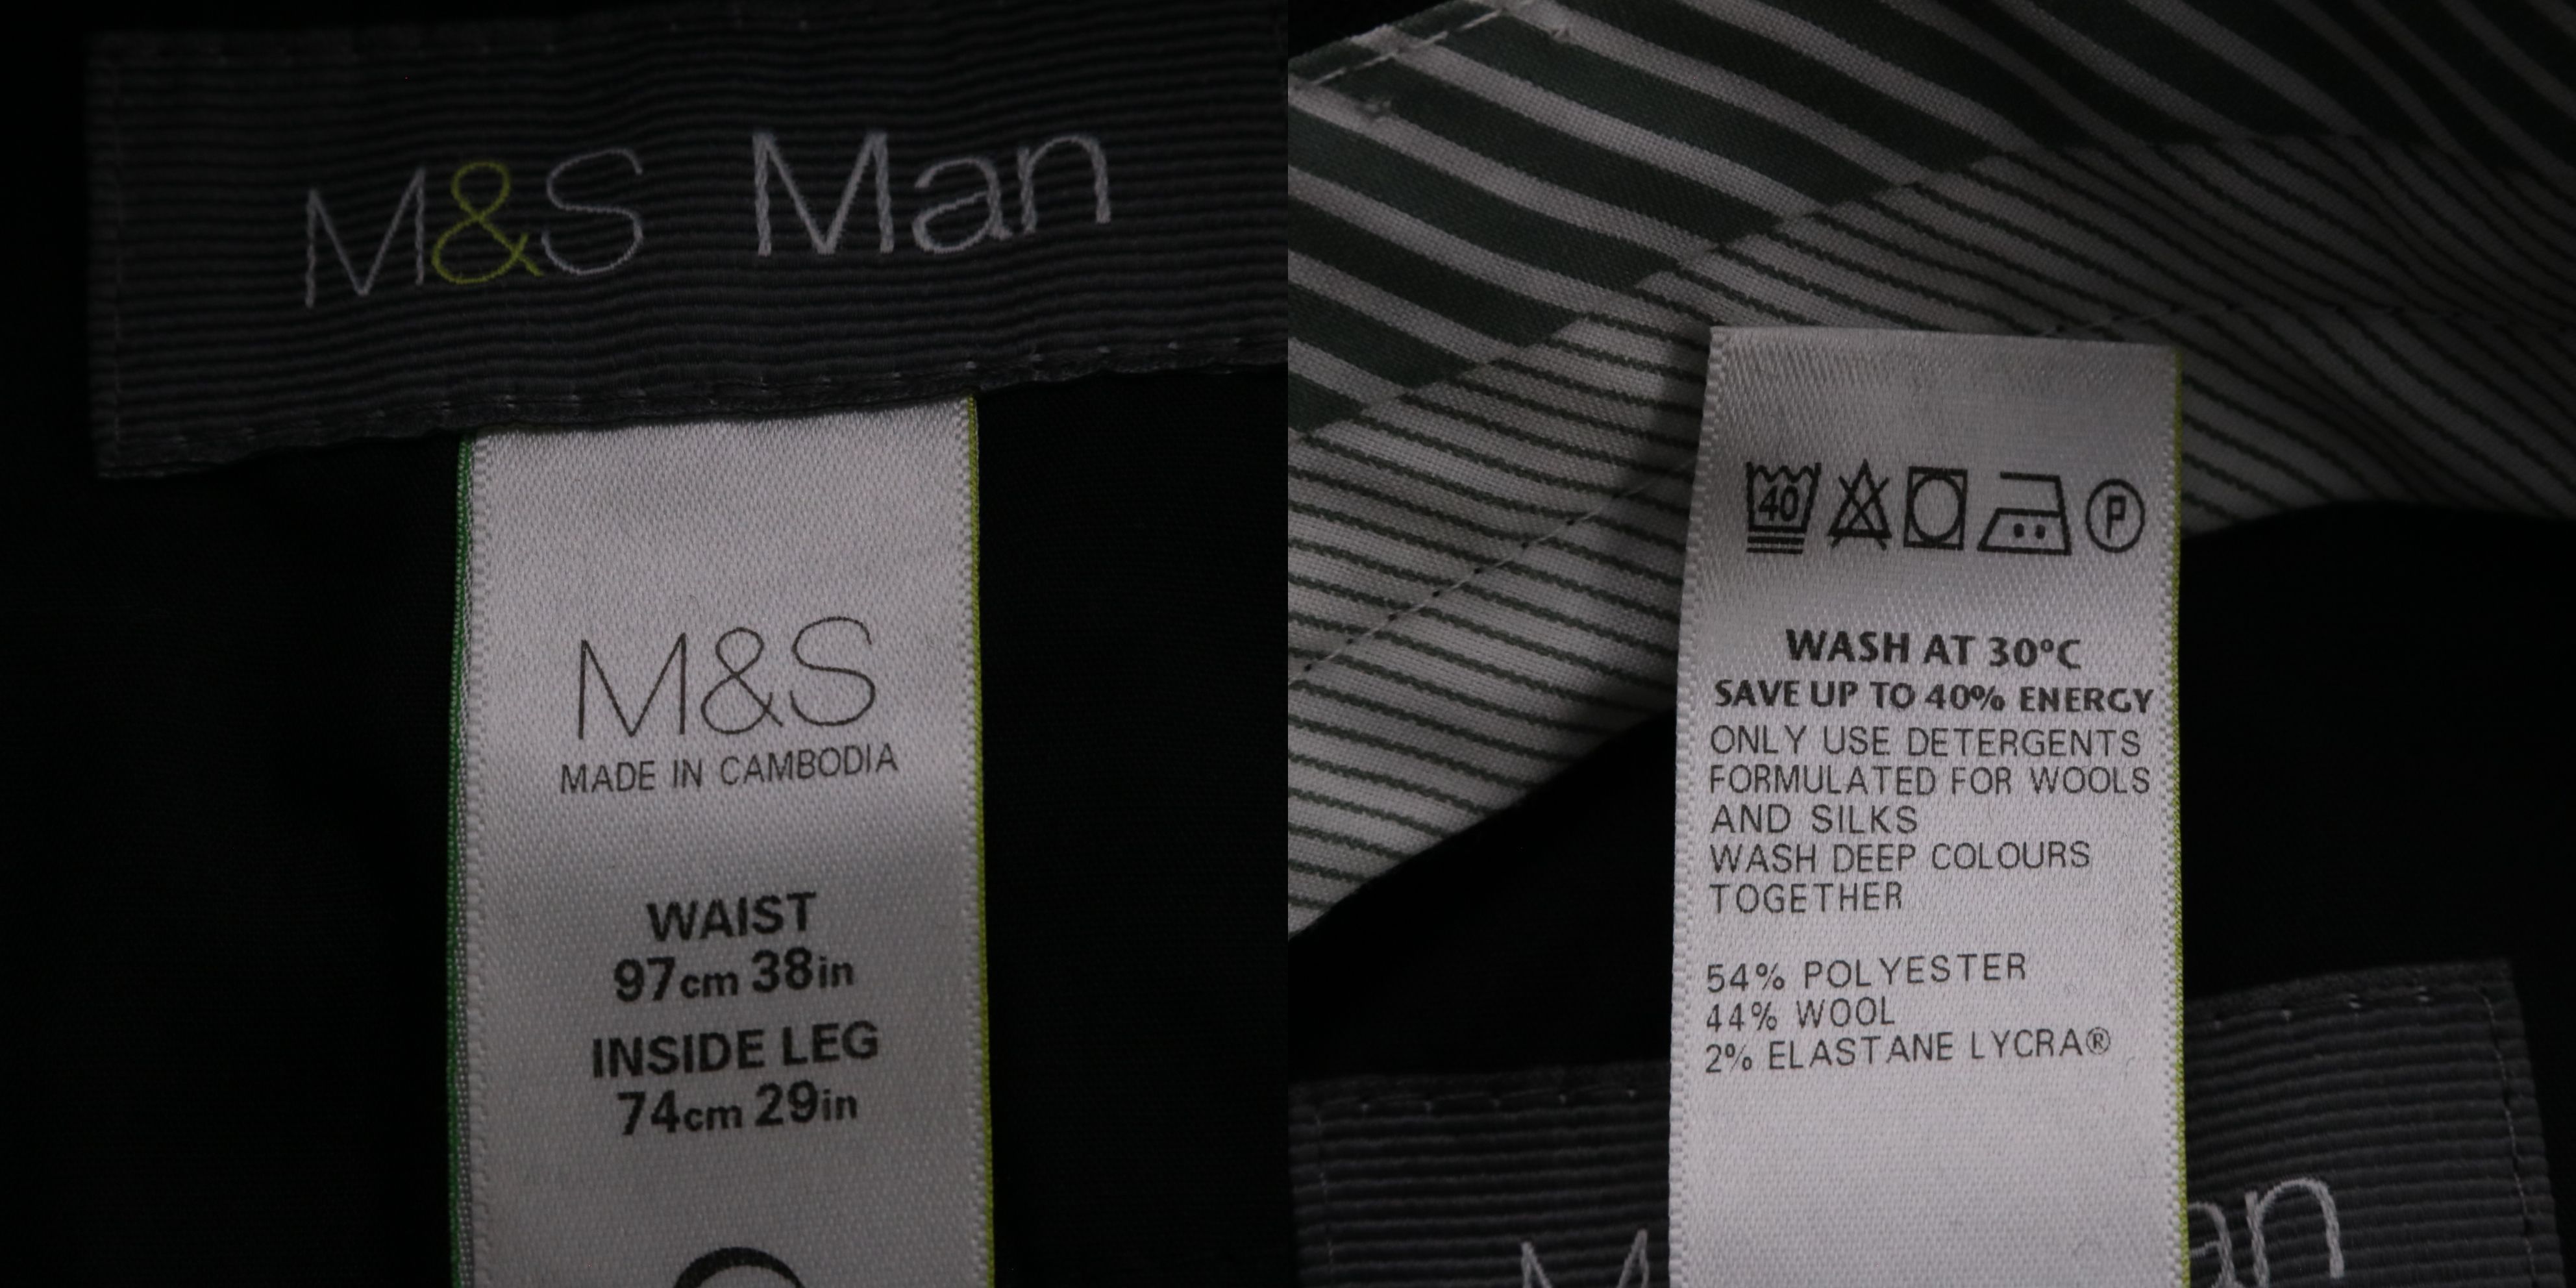 M&S Man
M&S
MADE IN CAMBODIA
WAIST
97cm 38in
INSIDE LEG
74cm 29in
40
P
WASH AT 30°C
SAVE UP TO 40% ENERGY
ONLY USE DETERGENTS
FORMULATED FOR WOOLS
AND SILKS
WASH DEEP COLOURS
TOGETHER
54% POLYESTER
44% WOOL
2% ELASTANE LYCRA®
M an